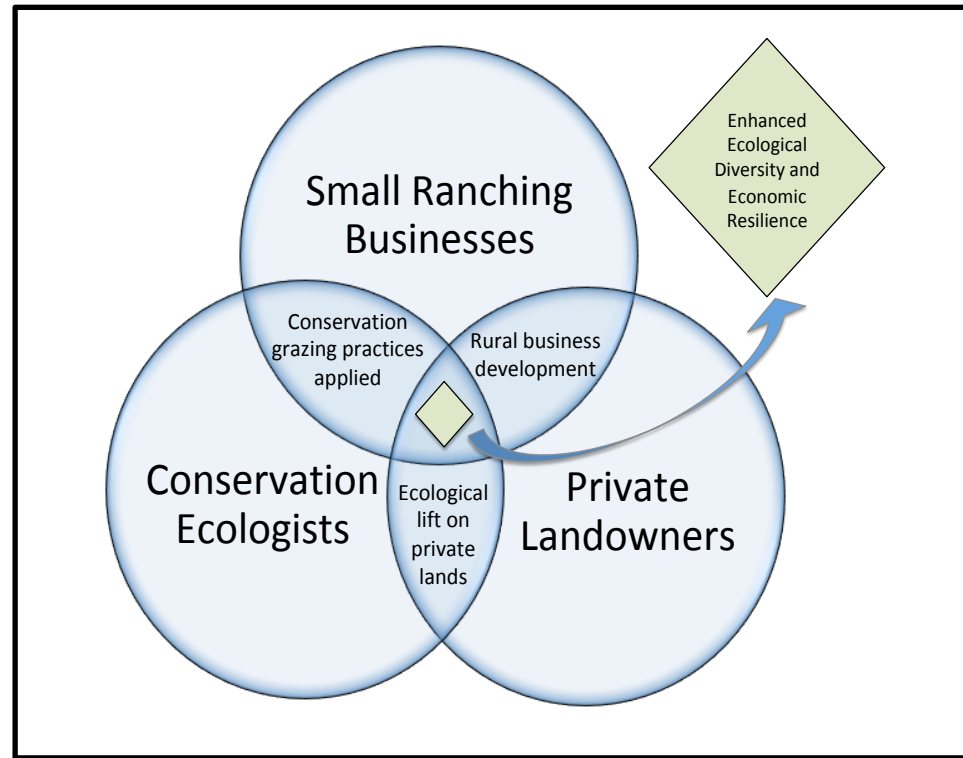 Enhanced
Ecological
Diversity and
Economic
Resilience
Small Ranching
Businesses
Conservation
grazing practices
applied
Rural business
development
Conservation
Ecologists
Ecological
lift on
private
lands
Private
Landowners